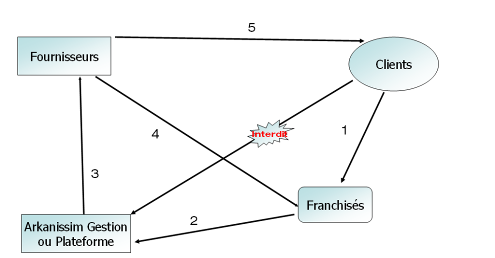 5
Fournisseurs
Clients
Interdit
4
1
3
Franchisés
2
Arkanissim Gestion
ou Plateforme